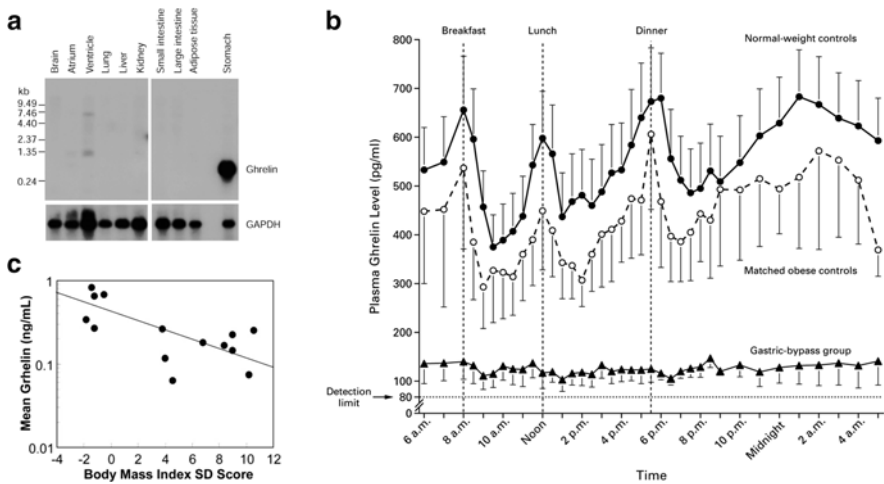 a
Brain
Atrium
Ventricle
Lung
Liver
Kidney
Small intestine
Large intestine
Adipose tissue
Stomach
kb
9.49
7.46
4.40
2.37
1.35
0.24
Ghrelin
GAPDH
b
Breakfast
Lunch
Dinner
Normal-weight controls
Matched obese controls
Gastric-bypass group
Plasma Ghrelin Level (pg/ml)
800
700
600
500
400
300
200
100
80
0
Detection
limit
6 a.m.
8 a.m.
10 a.m.
Noon
2 p.m.
4 p.m.
6 p.m.
8 p.m.
10 p.m.
Midnight
2 a.m.
4 a.m.
Time
c
Mean Grhelin (ng/mL)
1
0.1
0.01
-4
-2
0
2
4
6
8
10
12
Body Mass Index SD Score